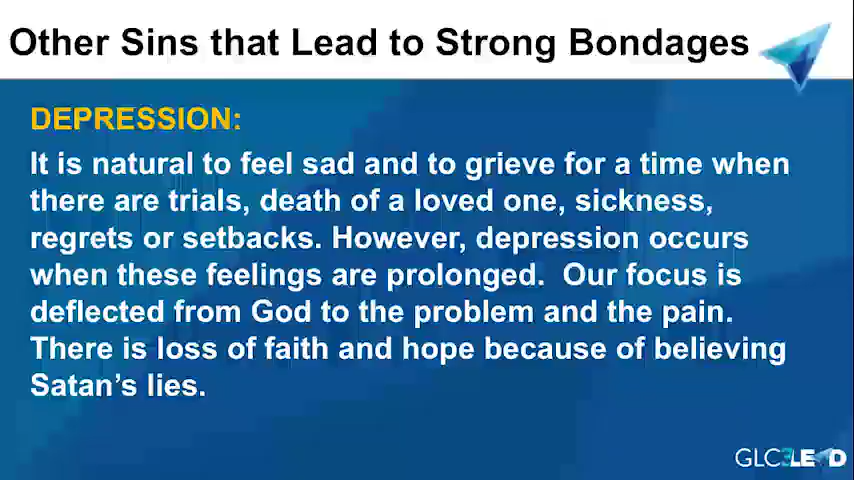 Other Sins that Lead to Strong Bondages
DEPRESSION:
It is natural to feel sad and to grieve for a time when
there are trials, death of a loved one, sickness,
regrets or setbacks. However, depression occurs
when these feelings are prolonged.  Our focus is
deflected from God to the problem and the pain.
There is loss of faith and hope because of believing
Satan's lies.
GLC